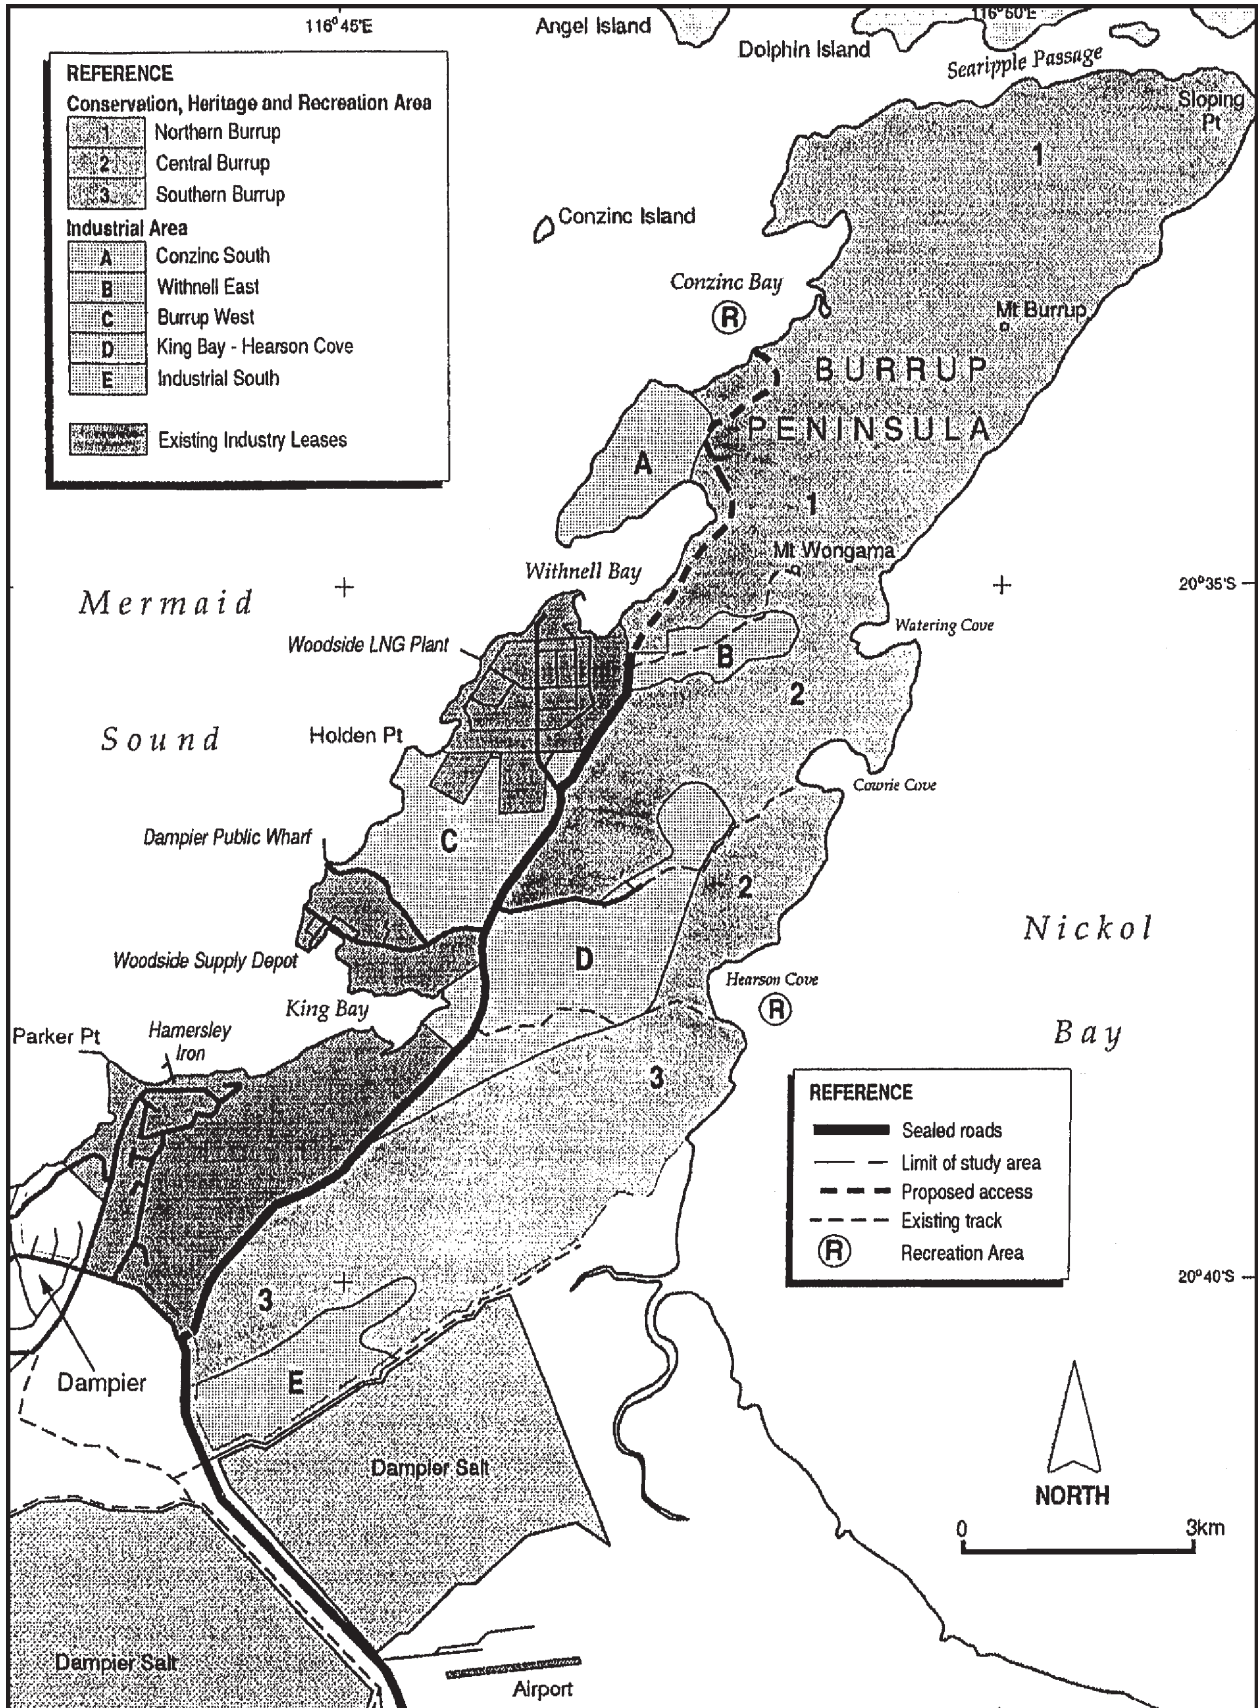 116°45'E
Angel Island
Dolphin Island
116°50'E
Searipple Passage
Sloping
Pt
REFERENCE
Conservation, Heritage and Recreation Area
1 Northern Burrup
2 Central Burrup
3 Southern Burrup
Industrial Area
A Conzinc South
B Withnell East
C Burrup West
D King Bay - Hearson Cove
E Industrial South
Existing Industry Leases
1
Conzinc Island
Conzinc Bay
R
Mt Burrup
BURRUP
PENINSULA
A
1
Mt Wongama
Withnell Bay
20°35'S
Mermaid
Watering Cove
Woodside LNG Plant
B
2
Sound
Holden Pt
Cowrie Cove
Dampier Public Wharf
C
2
Nickol
Woodside Supply Depot
D
Hearson Cove
R
King Bay
Bay
Parker Pt
Hamersley
Iron
3
REFERENCE
Sealed roads
Limit of study area
Proposed access
Existing track
R Recreation Area
20°40'S
3
Dampier
E
Dampier Salt
NORTH
0 3km
Dampier Salt
Airport